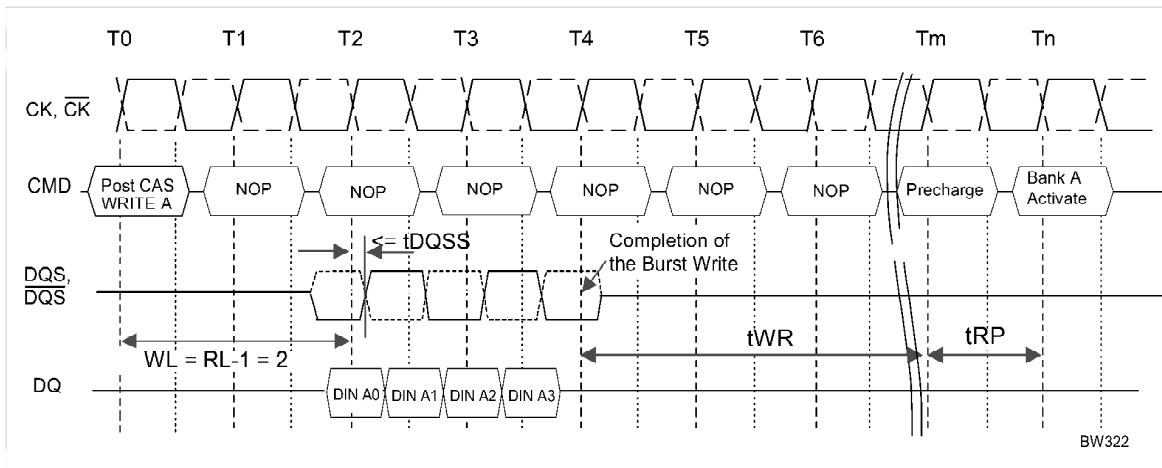 T0 T1 T2 T3 T4 T5 T6 Tm Tn
CK, CK
CMD Post CAS NOP NOP NOP NOP NOP NOP Precharge Bank A
WRITE A Activate
<= tDQSS Completion of
the Burst Write
DQS,
DQS
WL = RL-1 = 2 tWR tRP
DQ DIN A0 DIN A1 DIN A2 DIN A3
BW322